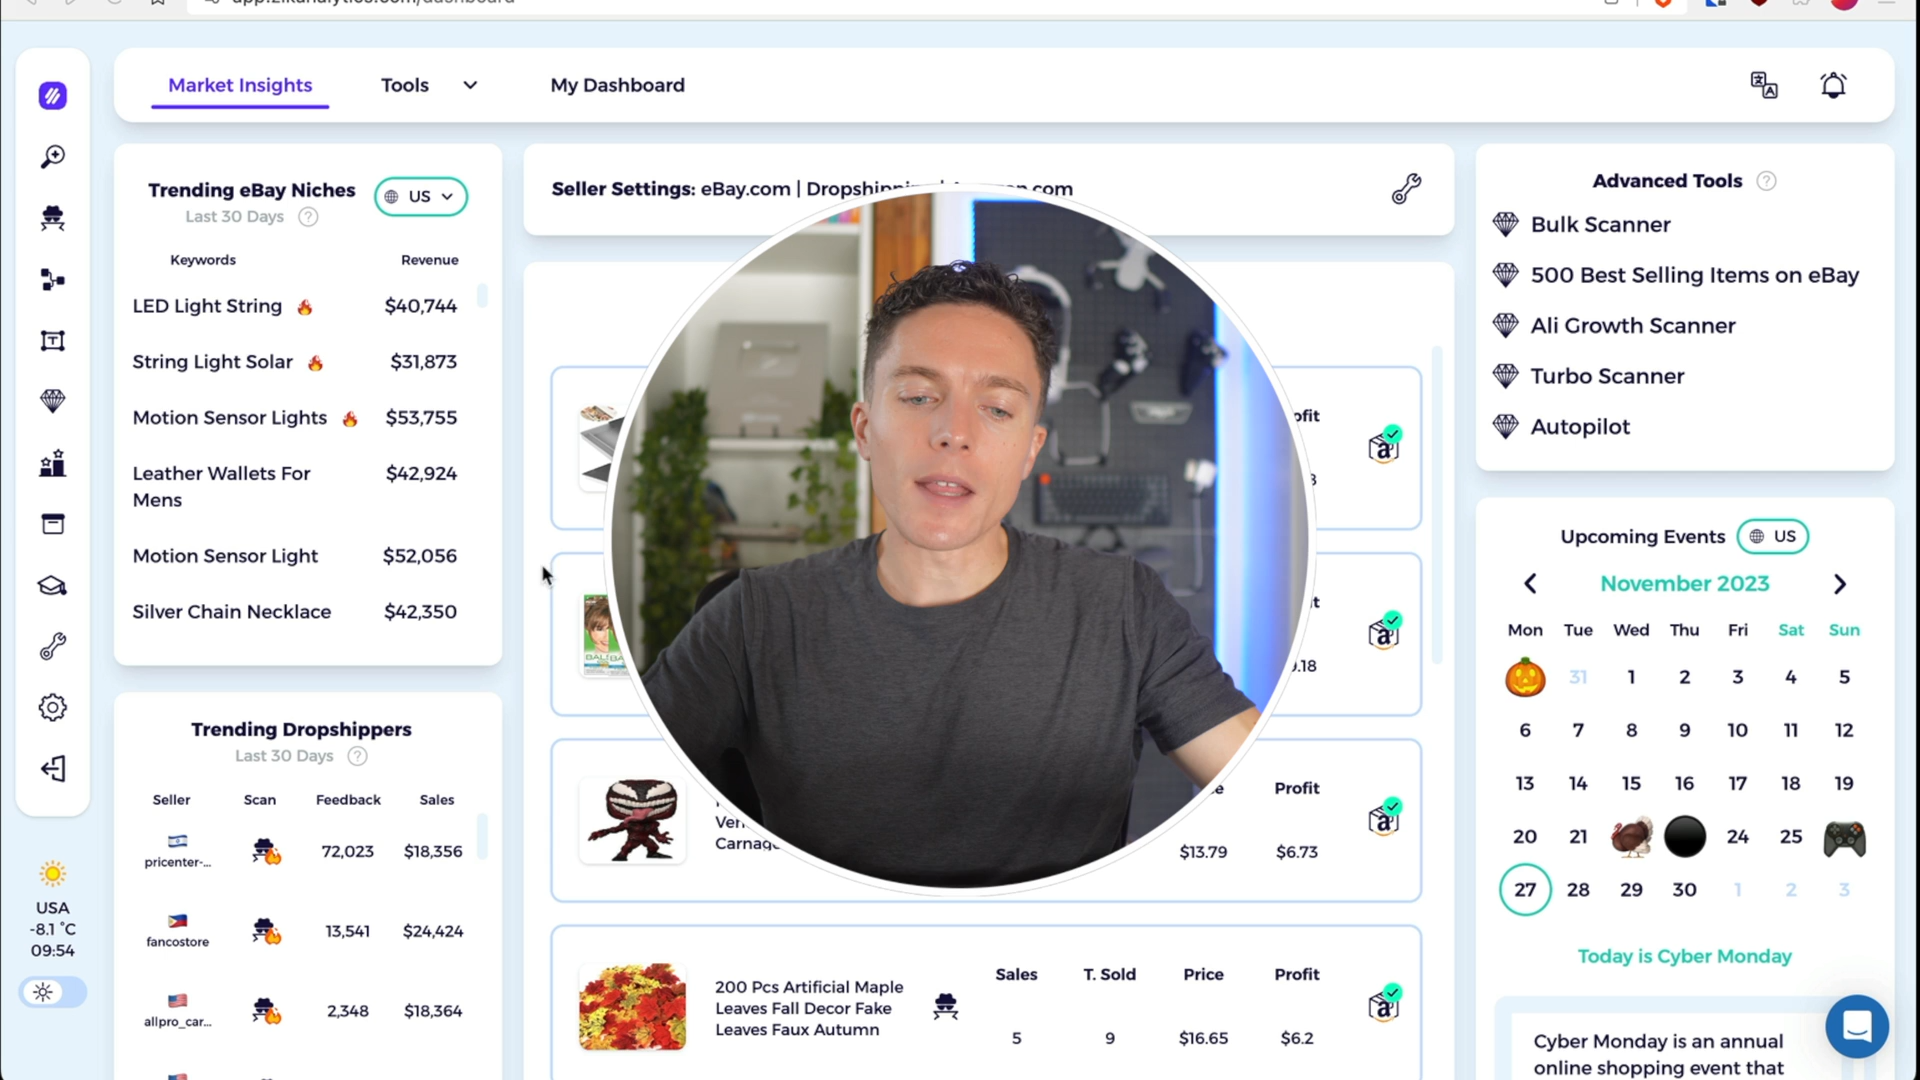 Market Insights
Tools
My Dashboard
Trending eBay Niches
US
Last 30 Days
?
Keywords
Revenue
LED Light String
$40,744
String Light Solar
$31,873
Motion Sensor Lights
$53,755
Leather Wallets For
Mens
$42,924
Motion Sensor Light
$52,056
Silver Chain Necklace
$42,350
Trending Dropshippers
Last 30 Days
?
Seller
Scan
Feedback
Sales
pricenter-...
72,023
$18,356
fancostore
13,541
$24,424
allpro_car...
2,348
$18,364
USA
-8.1 °C
09:54
Seller Settings: eBay.com |
$13.79
Profit
$6.73
200 Pcs Artificial Maple
Leaves Fall Decor Fake
Leaves Faux Autumn
Sales
T. Sold
Price
Profit
5
9
$16.65
$6.2
Advanced Tools
?
Bulk Scanner
500 Best Selling Items on eBay
Ali Growth Scanner
Turbo Scanner
Autopilot
Upcoming Events
US
November 2023
Mon Tue Wed Thu Fri Sat Sun
31 1 2 3 4 5
6 7 8 9 10 11 12
13 14 15 16 17 18 19
20 21 24 25
27 28 29 30 1 2 3
Today is Cyber Monday
Cyber Monday is an annual
online shopping event that